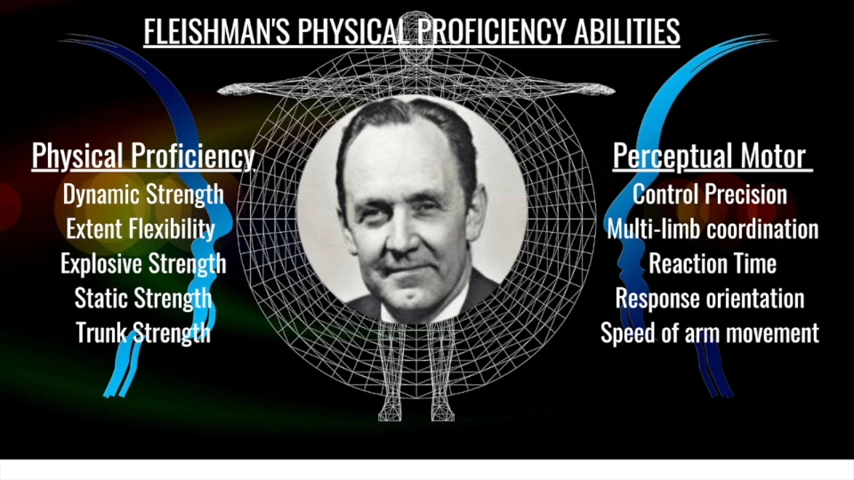 FLEISHMAN'S PHYSICAL PROFICIENCY ABILITIES
Physical Proficiency
Dynamic Strength
Extent Flexibility
Explosive Strength
Static Strength
Trunk Strength
Perceptual Motor
Control Precision
Multi-limb coordination
Reaction Time
Response orientation
Speed of arm movement